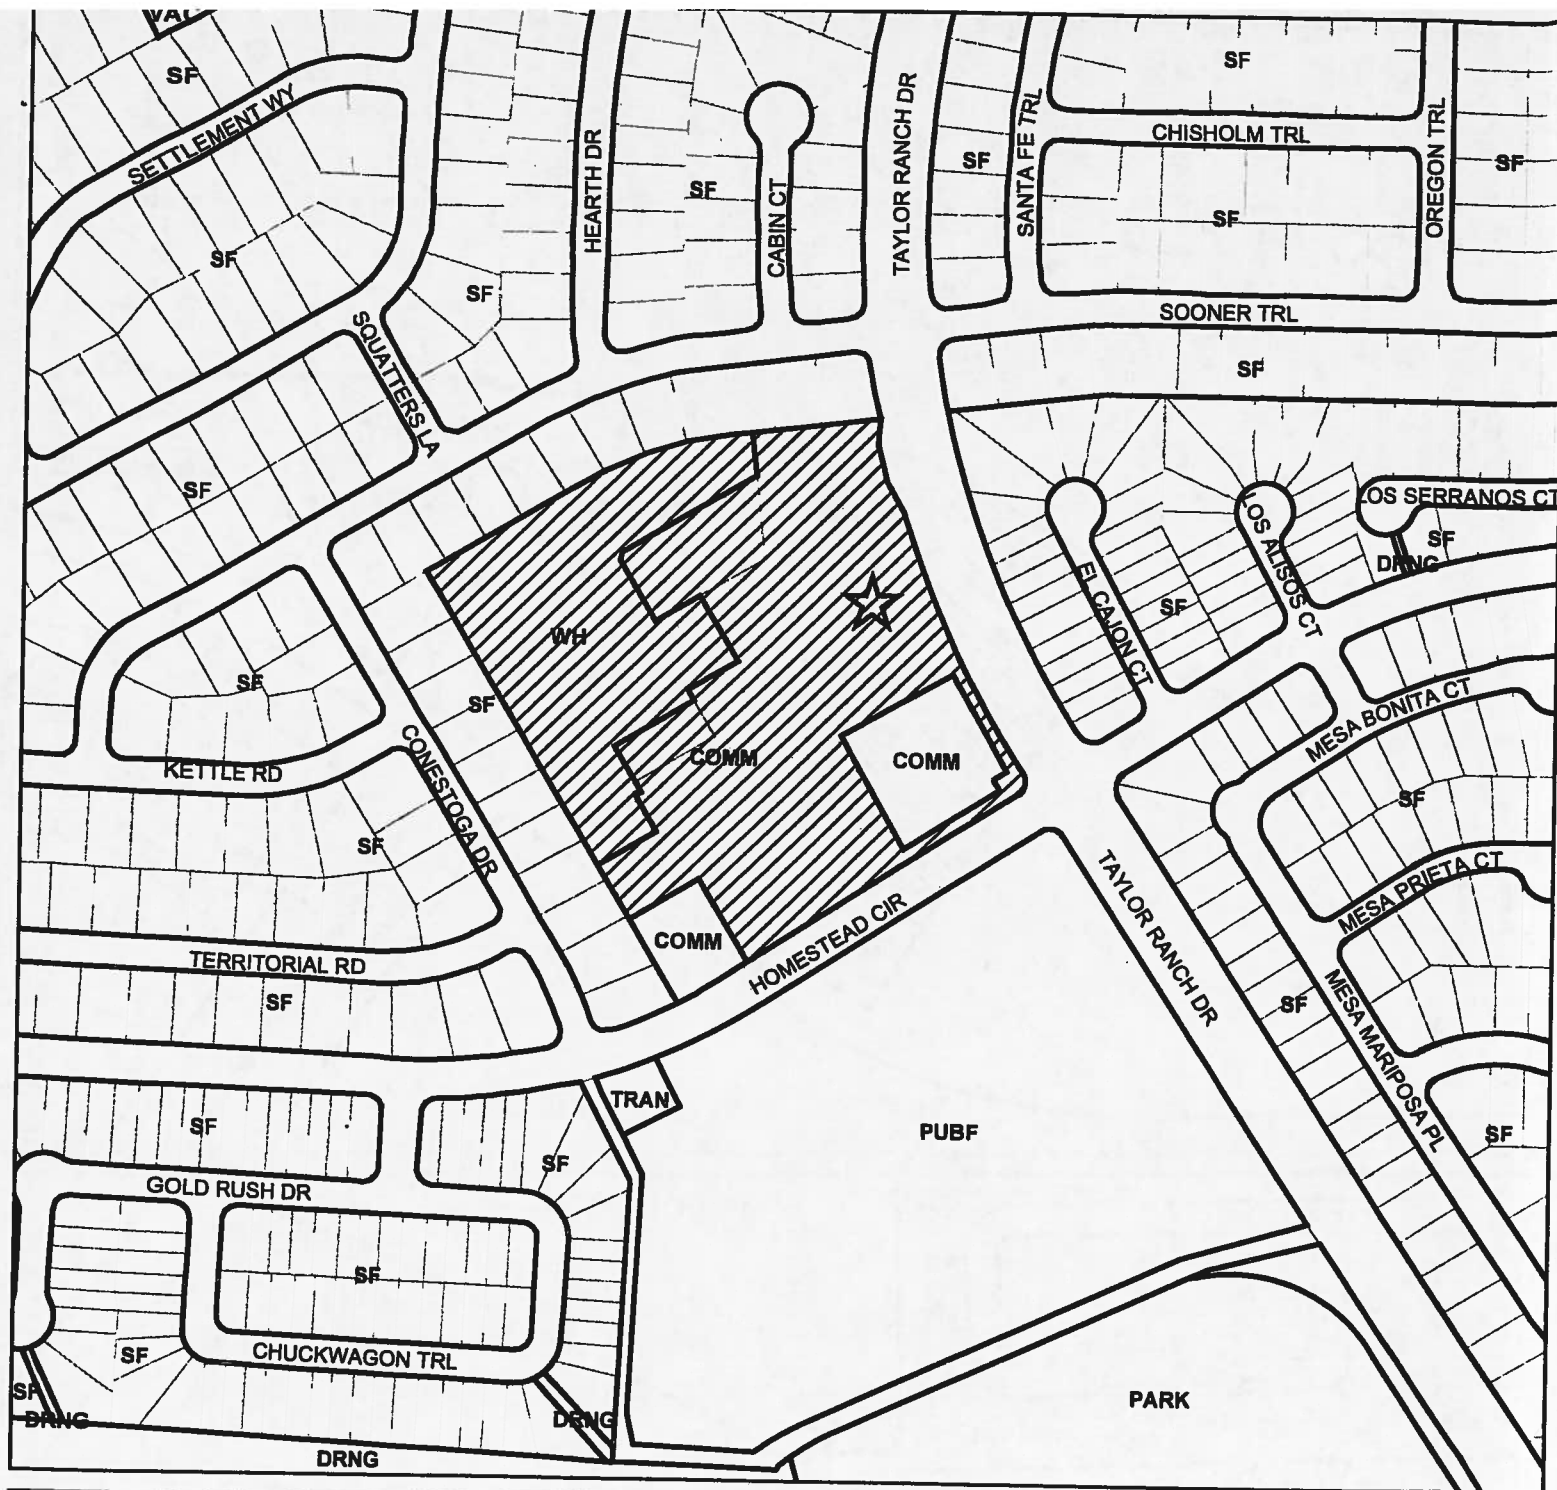 VAC
SF
SETTLEMENT WY
SF
SF
HEARTH DR
SF
CABIN CT
TAYLOR RANCH DR
SF
SANTA FE TRL
SF
CHISHOLM TRL
SF
OREGON TRL
SF
SOONER TRL
SF
SQUATTERS LA
SF
LOS SERRANOS CT
SF
DRNG
LOS ALISOS CT
EL CAJON CT
SF
WH
SF
SF
CONESTOGA DR
KETTLE RD
SF
COMM
COMM
MESA BONITA CT
SF
MESA PRIETA CT
TAYLOR RANCH DR
HOMESTEAD CIR
COMM
TERRITORIAL RD
SF
SF
MESA MARIPOSA PL
SF
TRAN
PUBF
SF
SF
GOLD RUSH DR
SF
SF
CHUCKWAGON TRL
SF
DRNG
DRNG
DRNG
PARK